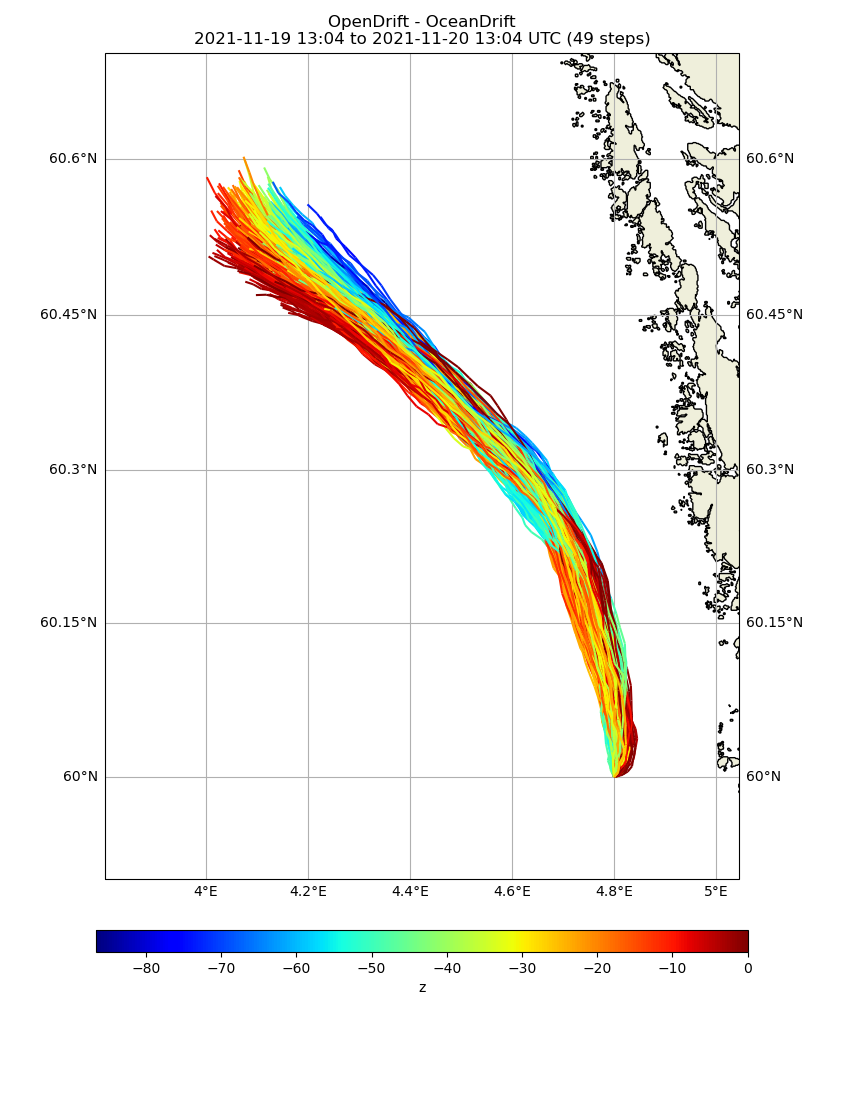 OpenDrift - OceanDrift
2021-11-19 13:04 to 2021-11-20 13:04 UTC (49 steps)
60.6°N 60.6°N
60.45°N 60.45°N
60.3°N 60.3°N
60.15°N 60.15°N
60°N 60°N
4°E 4.2°E 4.4°E 4.6°E 4.8°E 5°E
−80 −70 −60 −50 −40 −30 −20 −10 0
z